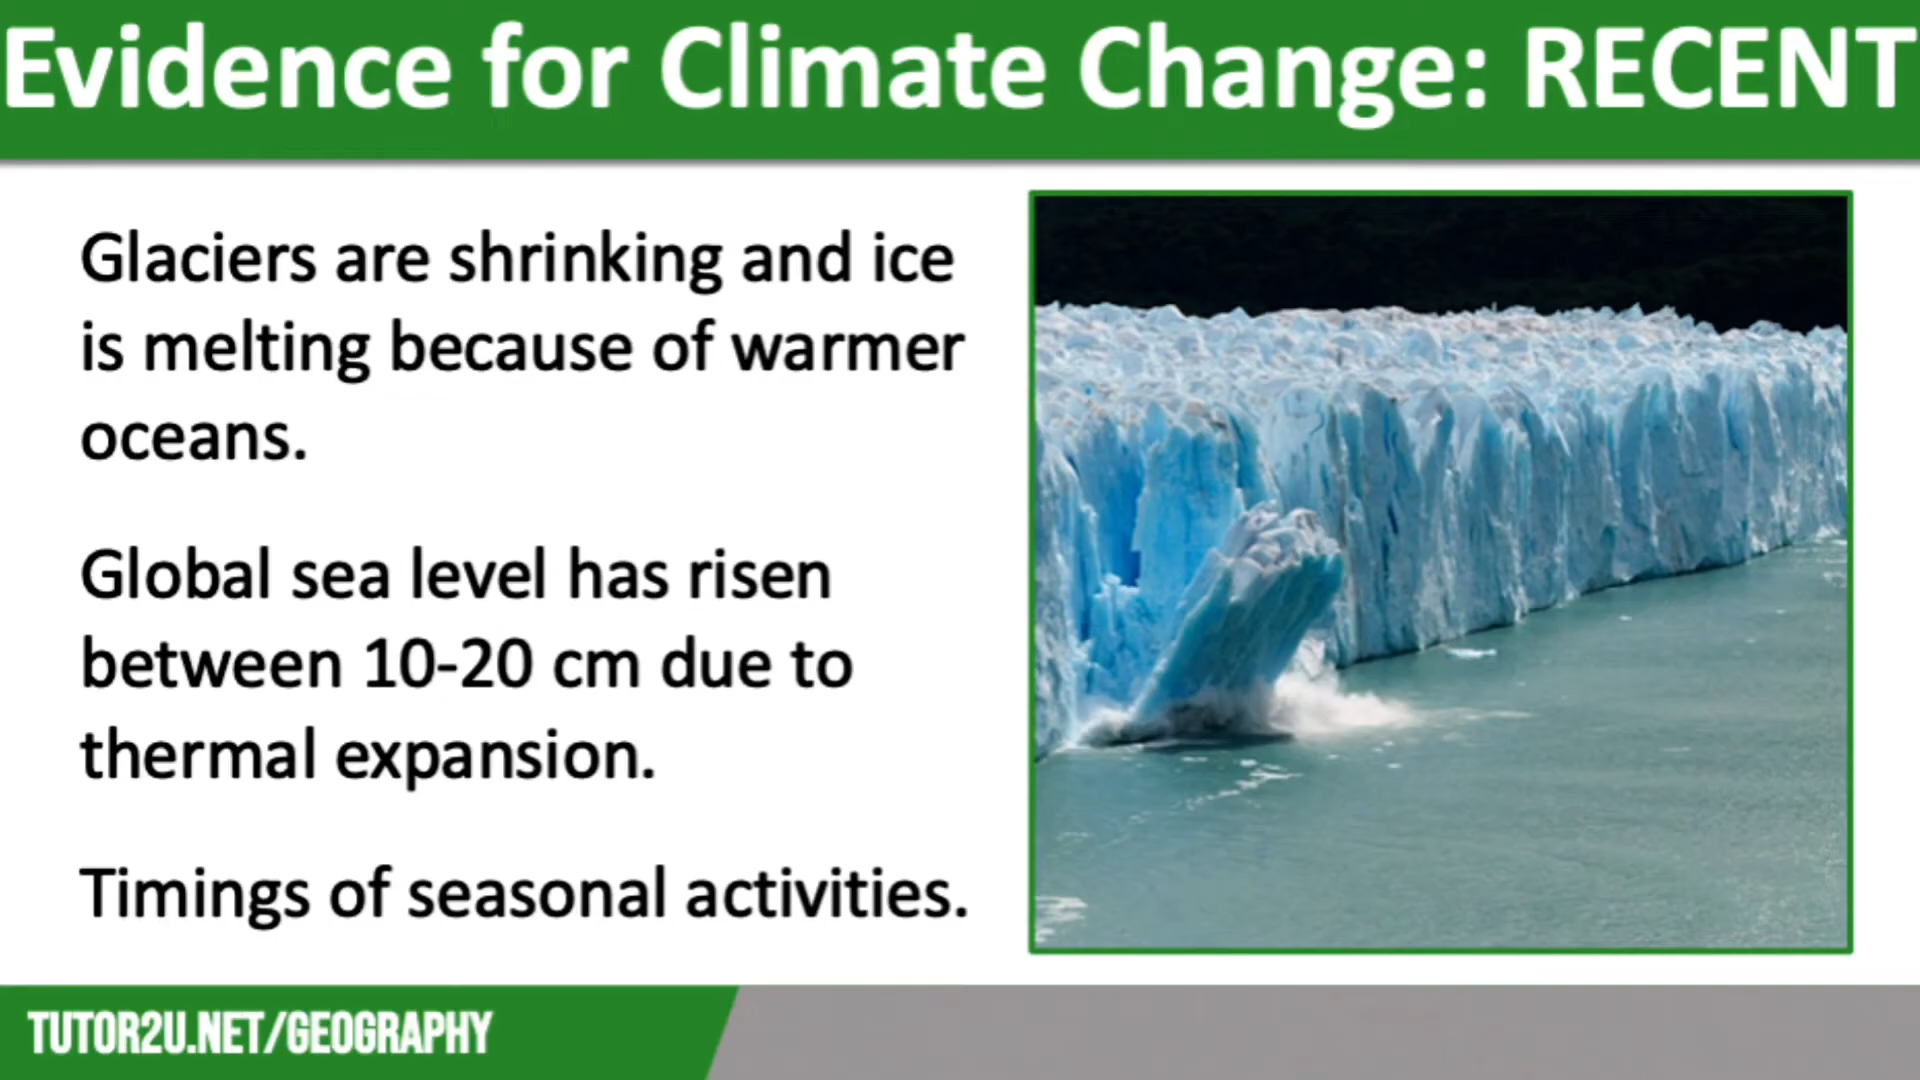 Evidence for Climate Change: RECENT
Glaciers are shrinking and ice
is melting because of warmer
oceans.
Global sea level has risen
between 10-20 cm due to
thermal expansion.
Timings of seasonal activities.
TUTOR2U.NET/GEOGRAPHY